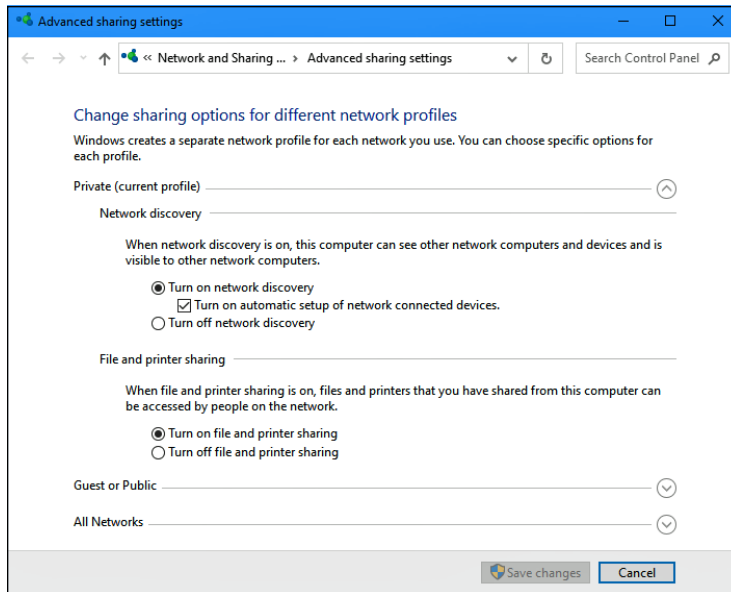 Advanced sharing settings
« Network and Sharing ... › Advanced sharing settings
Search Control Panel
Change sharing options for different network profiles
Windows creates a separate network profile for each network you use. You can choose specific options for
each profile.
Private (current profile)
Network discovery
When network discovery is on, this computer can see other network computers and devices and is
visible to other network computers.
Turn on network discovery
Turn on automatic setup of network connected devices.
Turn off network discovery
File and printer sharing
When file and printer sharing is on, files and printers that you have shared from this computer can
be accessed by people on the network.
Turn on file and printer sharing
Turn off file and printer sharing
Guest or Public
All Networks
Save changes
Cancel